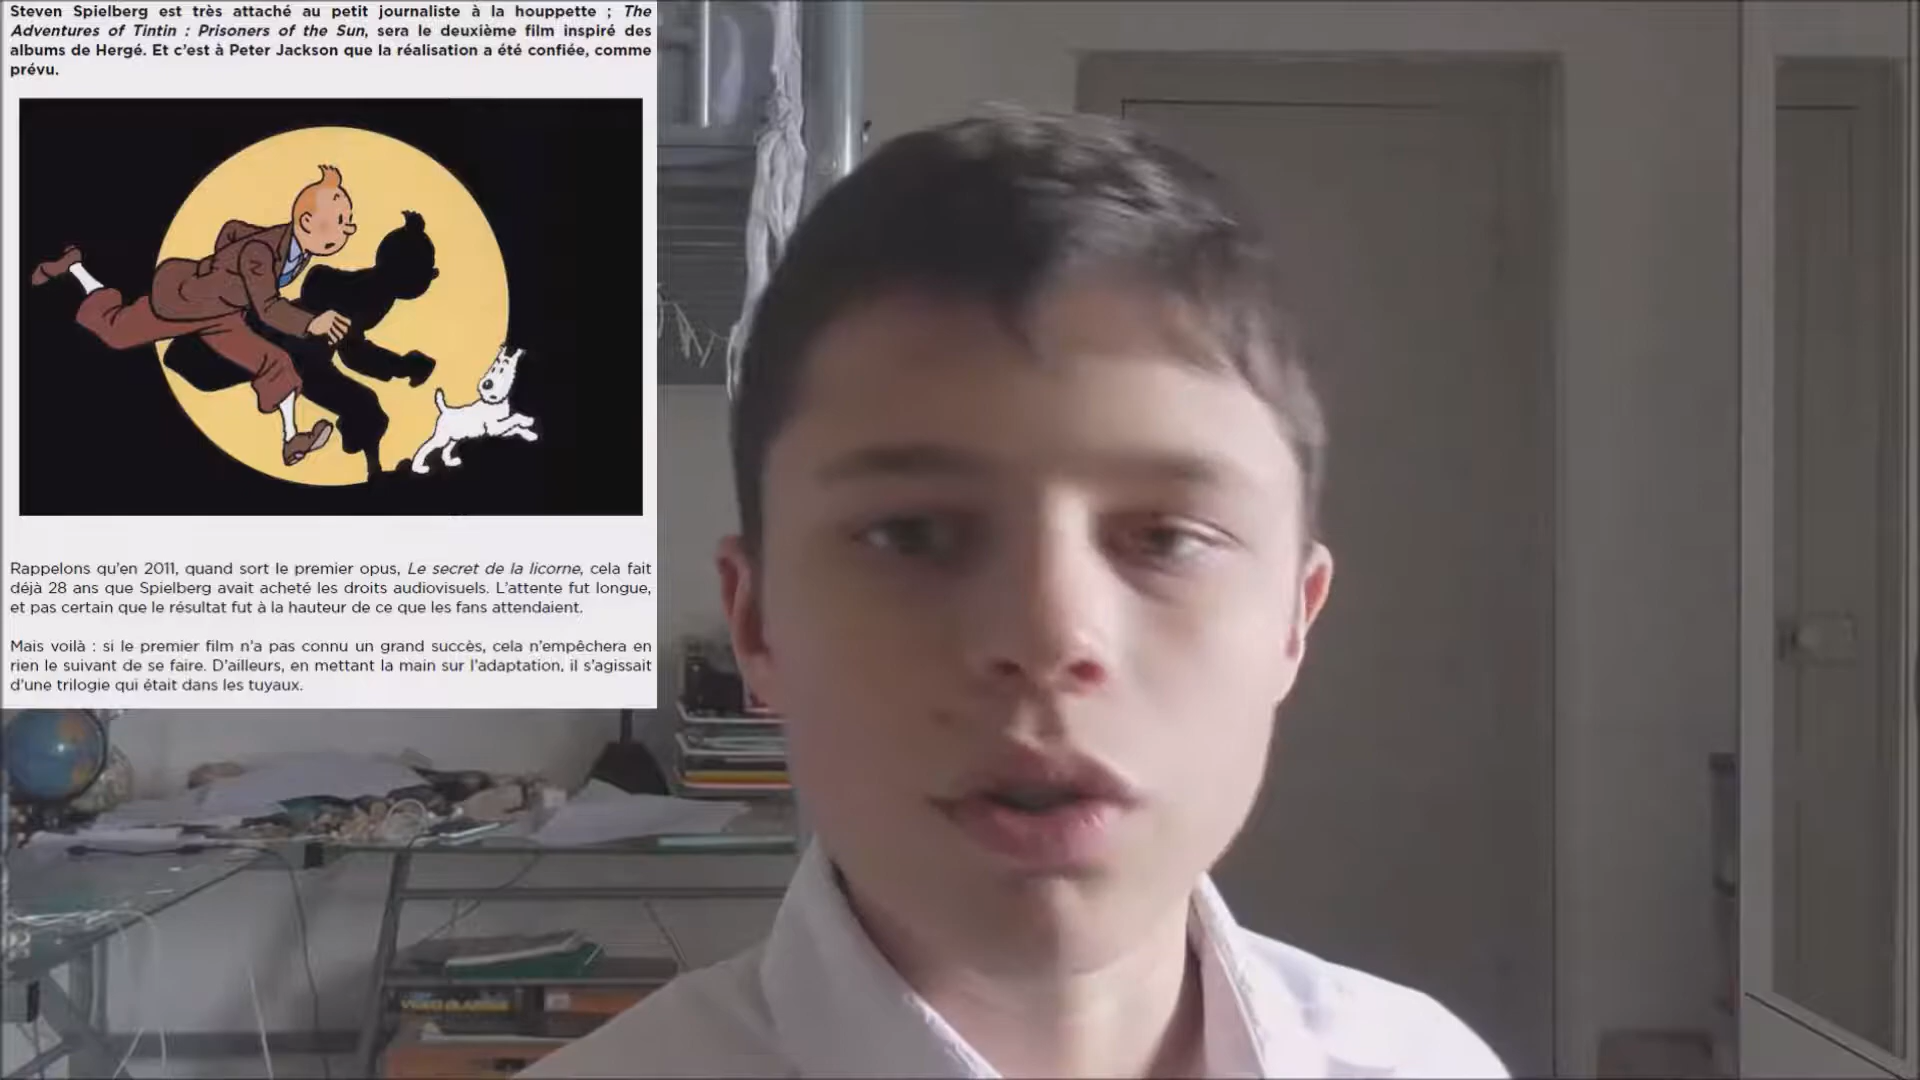 Steven Spielberg est très attaché au petit journaliste à la houppette ; The
Adventures of Tintin : Prisoners of the Sun, sera le deuxième film inspiré des
albums de Hergé. Et c'est à Peter Jackson que la réalisation a été confiée, comme
prévu.
Rappelons qu'en 2011, quand sort le premier opus, Le secret de la licorne, cela fait
déjà 28 ans que Spielberg avait acheté les droits audiovisuels. L'attente fut longue,
et pas certain que le résultat fut à la hauteur de ce que les fans attendaient.
Mais voilà : si le premier film n'a pas connu un grand succès, cela n'empêchera en
rien le suivant de se faire. D'ailleurs, en mettant la main sur l'adaptation, il s'agissait
d'une trilogie qui était dans les tuyaux.